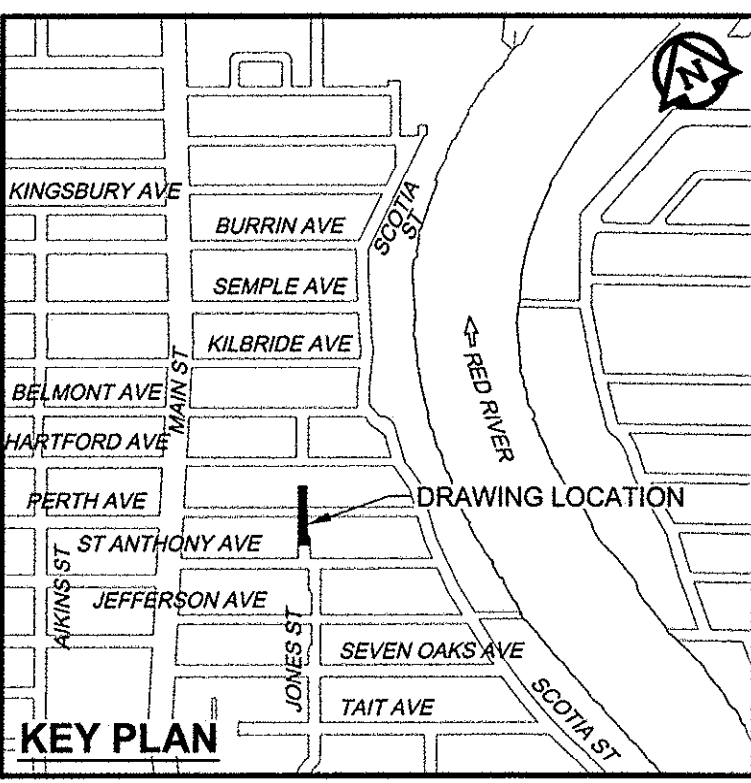 N
KINGSBURY AVE
SCOTIA
ST
BURRIN AVE
SEMPLE AVE
KILBRIDE AVE
MAIN ST
RED RIVER
BELMONT AVE
HARTFORD AVE
PERTH AVE
DRAWING LOCATION
ST ANTHONY AVE
AIKINS ST
JEFFERSON AVE
JONES ST
SEVEN OAKS AVE
SCOTIA ST
TAIT AVE
KEY PLAN